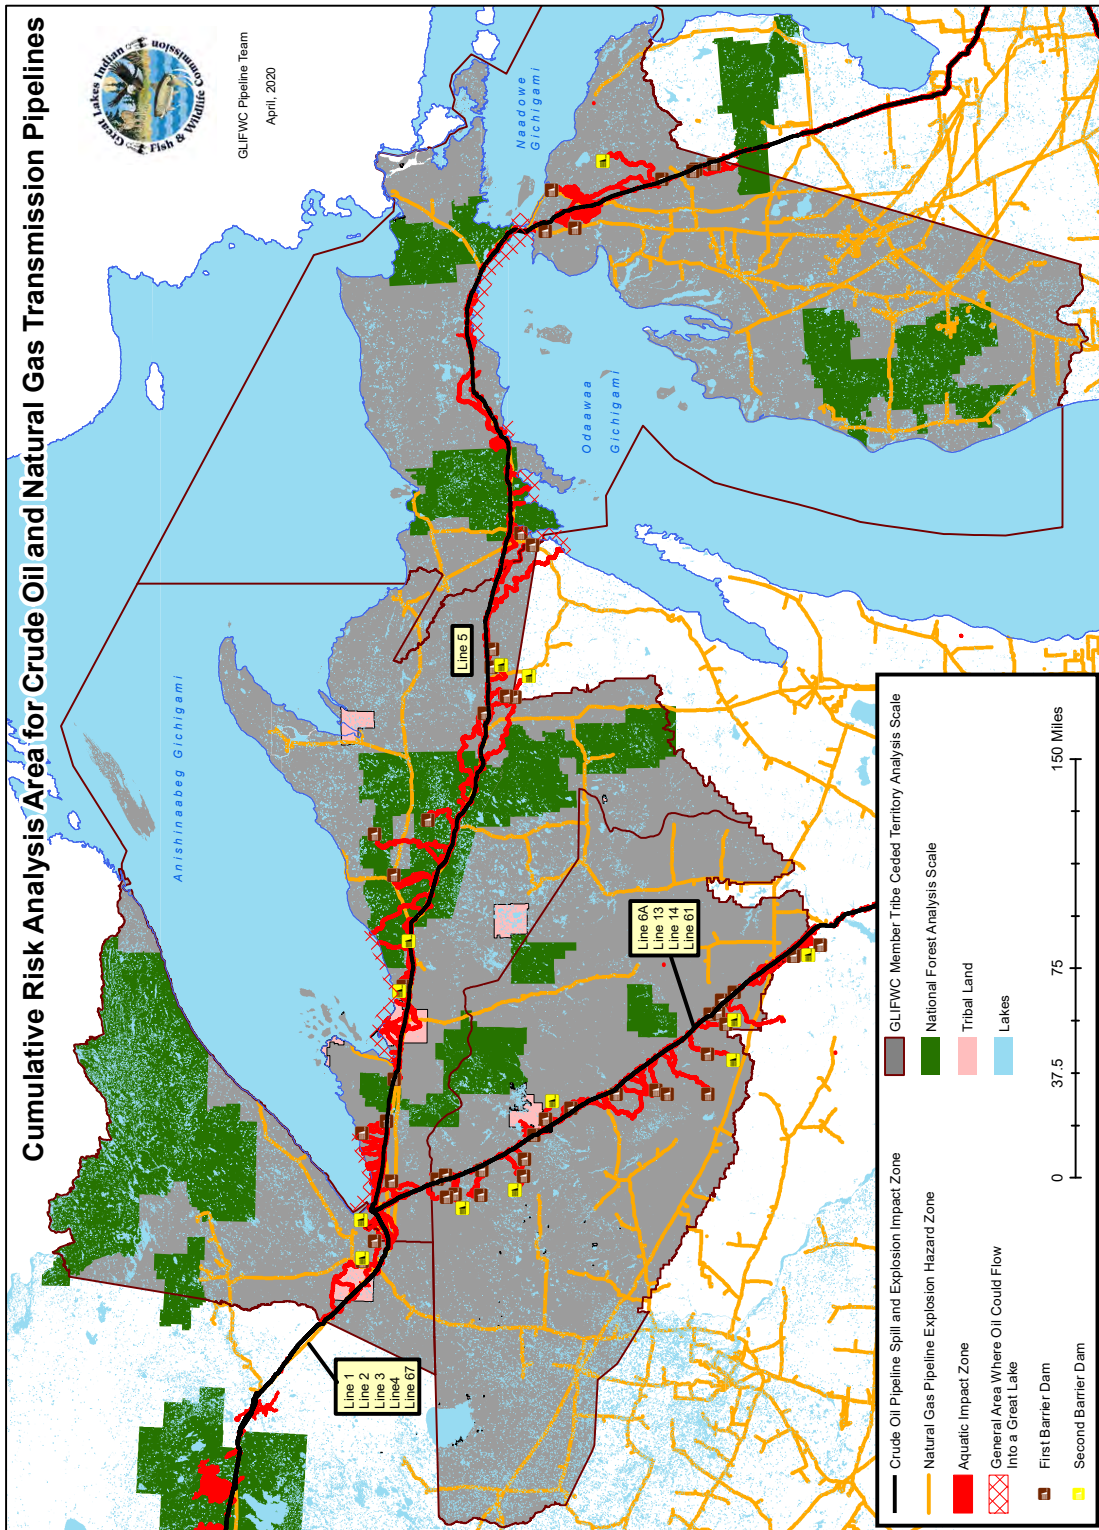 Cumulative Risk Analysis Area for Crude Oil and Natural Gas Transmission Pipelines
Great Lakes Indian
Fish & Wildlife Commission
GLIFWC Pipeline Team
April, 2020
Anishinaabeg Gichigami
Naadowe
Gichigami
Odaawaa
Gichigami
Line 5
Line 1
Line 2
Line 3
Line4
Line 67
Line 6A
Line 13
Line 14
Line 61
Crude Oil Pipeline Spill and Explosion Impact Zone
Natural Gas Pipeline Explosion Hazard Zone
Aquatic Impact Zone
General Area Where Oil Could Flow
Into a Great Lake
First Barrier Dam
Second Barrier Dam
GLIFWC Member Tribe Ceded Territory Analysis Scale
National Forest Analysis Scale
Tribal Land
Lakes
0 37.5 75 150 Miles